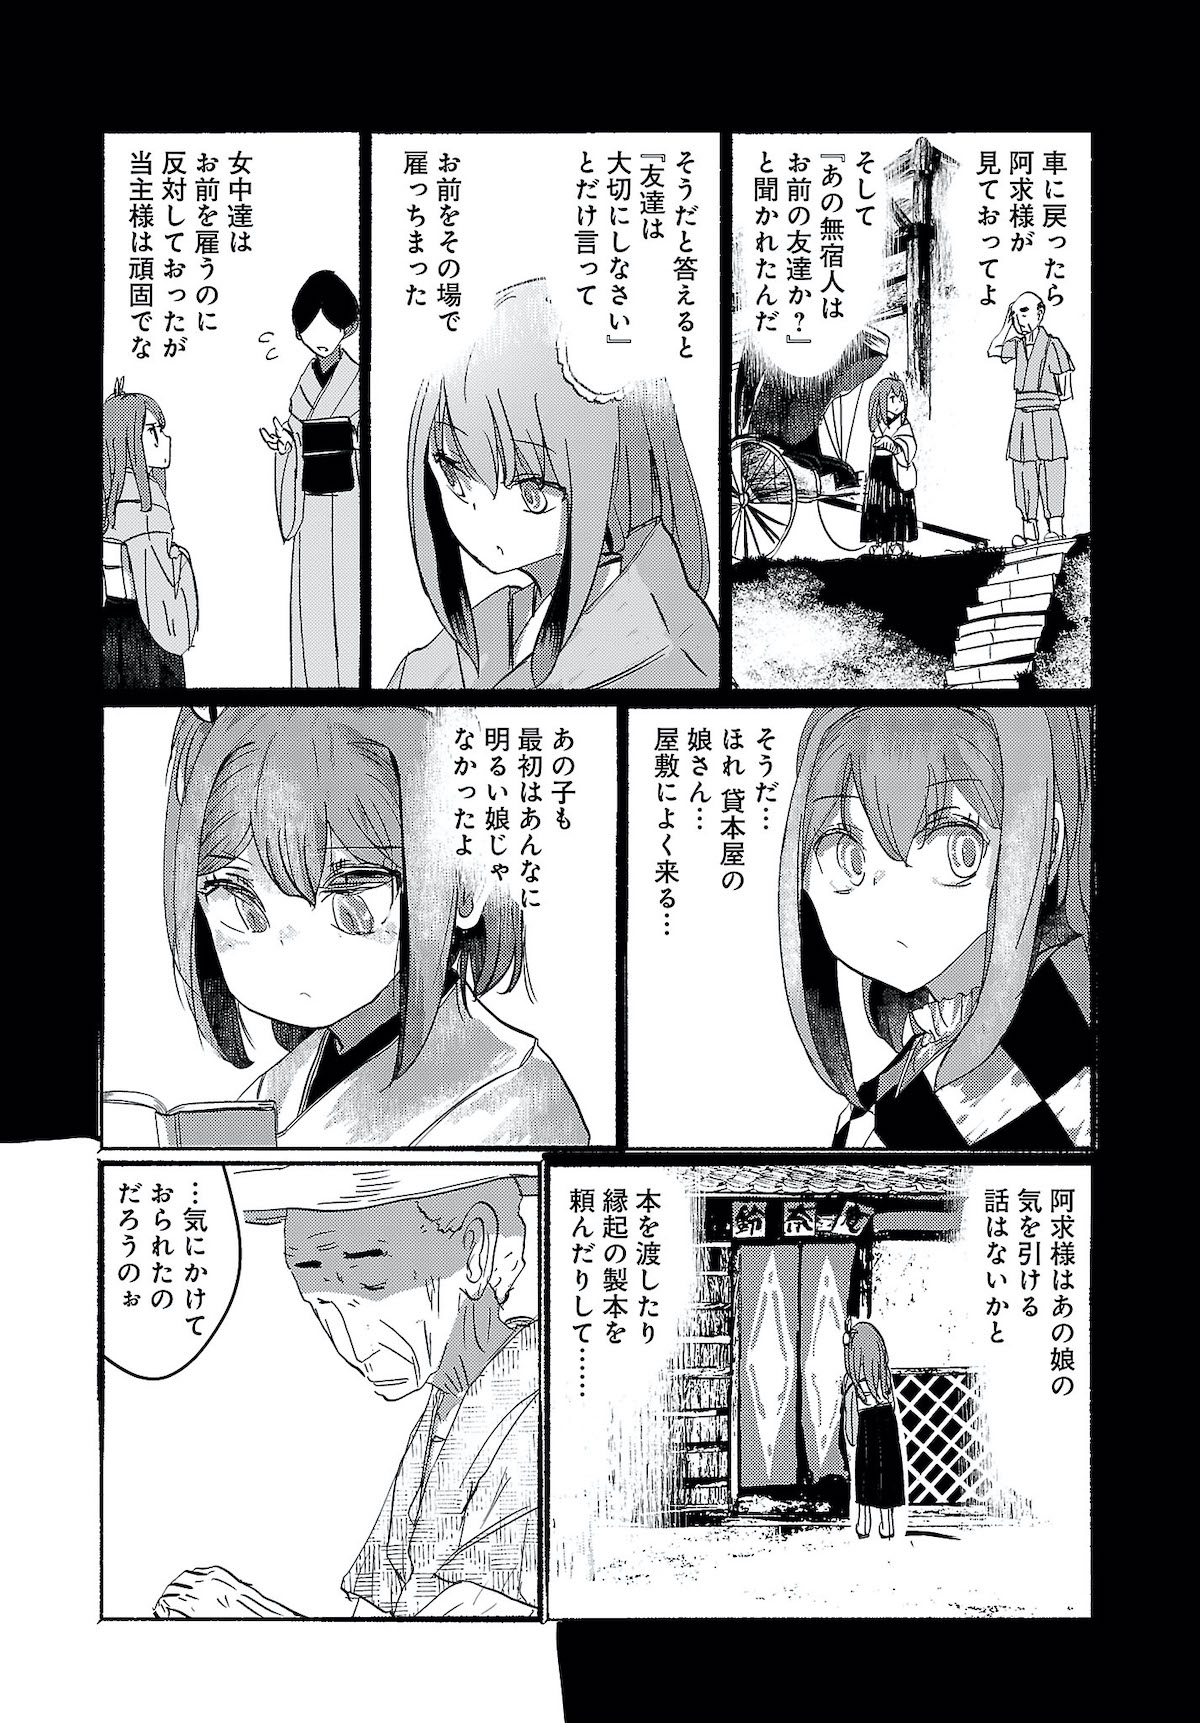 車に戻ったら
阿求様が
見ておってよ
そして
『あの無宿人は
お前の友達か?』
と聞かれたんだ
そうだと答えると
『友達は
大切にしなさい』
とだけ言って
お前をその場で
雇っちまった
女中達は
お前を雇うのに
反対しておったが
当主様は頑固でな
そうだ…
ほれ 貸本屋の
娘さん…
屋敷によく来る…
あの子も
最初はあんなに
明るい娘じゃ
なかったよ
阿求様はあの娘の
気を引ける
話はないかと
鈴奈庵
本を渡したり
縁起の製本を
頼んだりして……
…気にかけて
おられたの
だろうのぉ